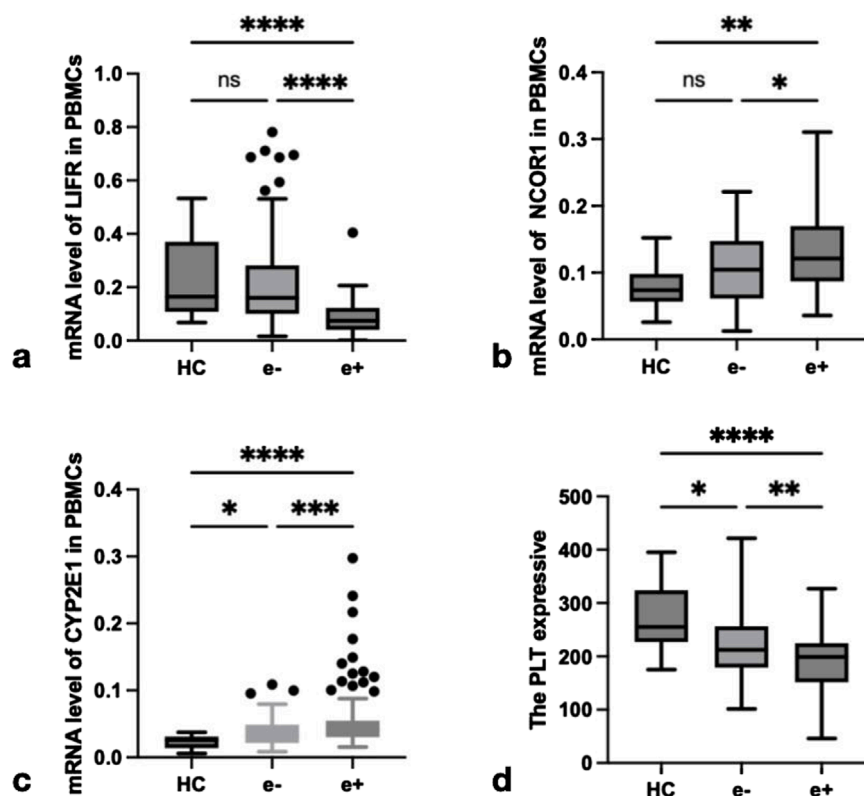 ****
ns
****
mRNA level of LIFR in PBMCs
1.0
0.8
0.6
0.4
0.2
0.0
HC e- e+
a
**
ns
*
mRNA level of NCOR1 in PBMCs
0.4
0.3
0.2
0.1
0.0
HC e- e+
b
****
*
***
mRNA level of CYP2E1 in PBMCs
0.4
0.3
0.2
0.1
0.0
HC e- e+
c
****
*
**
The PLT expressive
500
400
300
200
100
0
HC e- e+
d